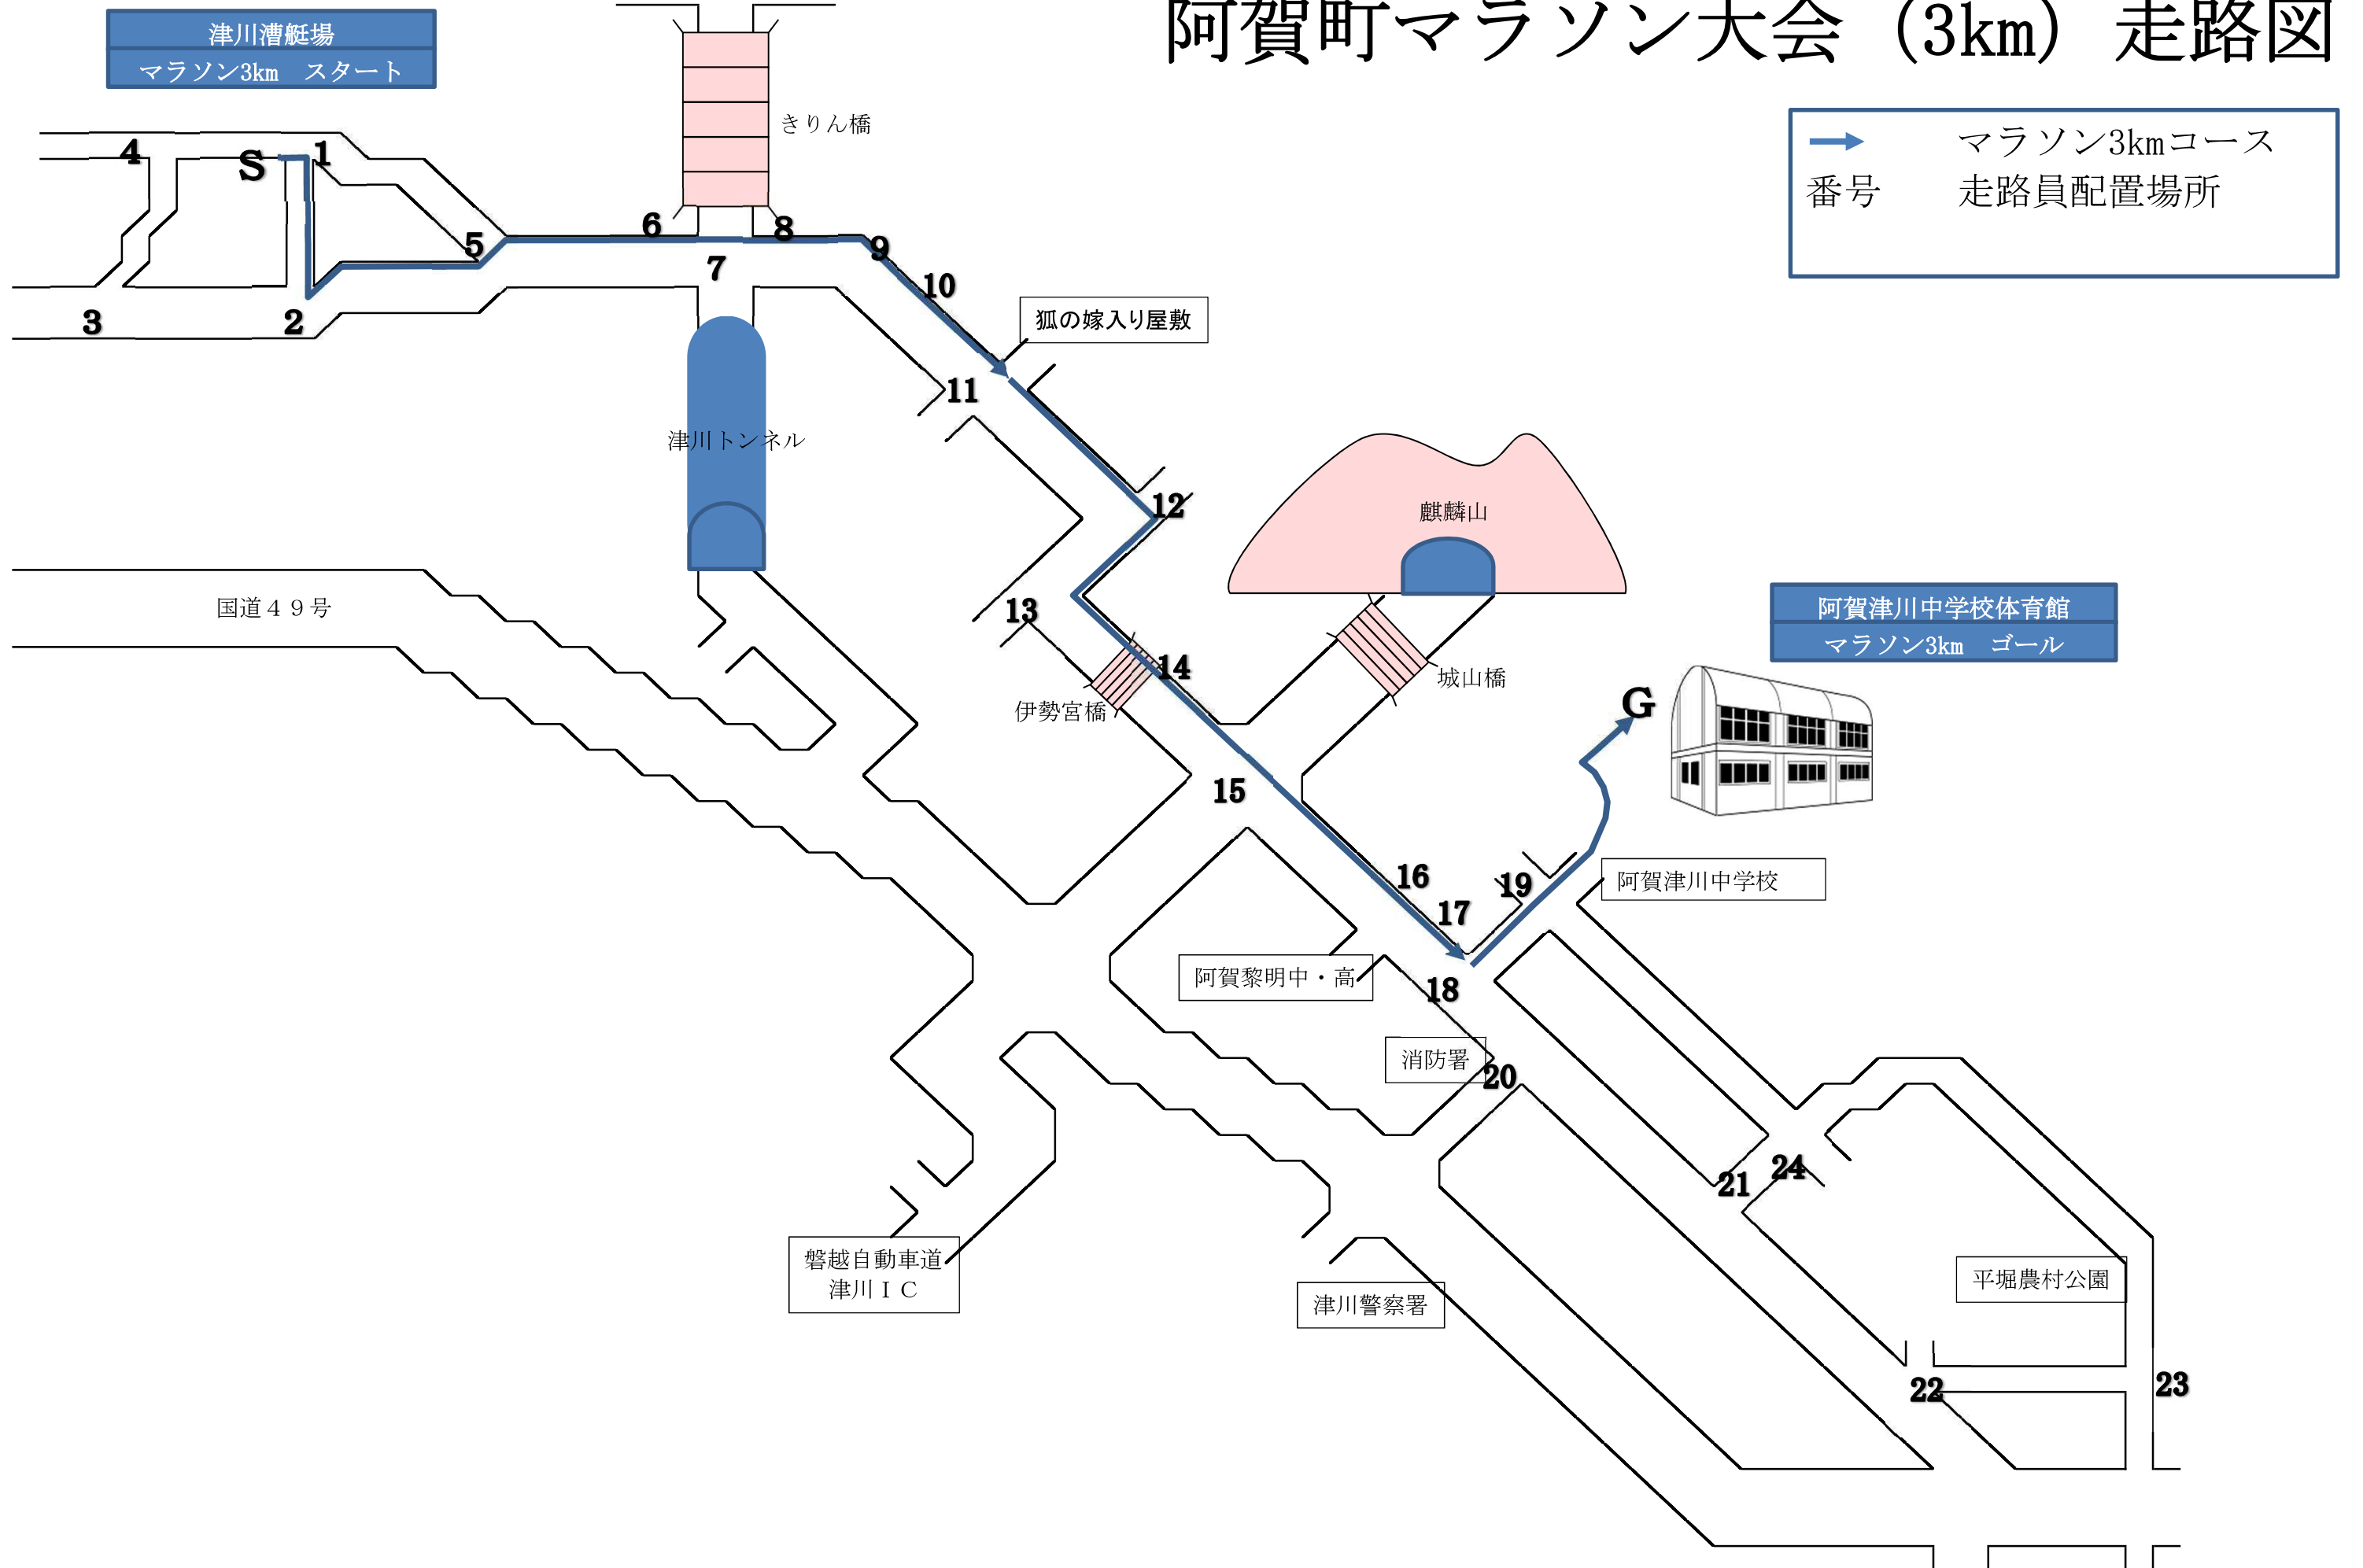 阿賀町マラソン大会（3km） 走路図
津川漕艇場
マラソン3km　スタート
きりん橋
マラソン3kmコース
番号　走路員配置場所
4
S
1
5
6
8
7
9
10
3
2
狐の嫁入り屋敷
11
津川トンネル
12
麒麟山
国道４９号
13
阿賀津川中学校体育館
マラソン3km　ゴール
14
城山橋
伊勢宮橋
G
15
16
19
17
阿賀津川中学校
阿賀黎明中・高
18
消防署
20
21
24
磐越自動車道
津川ＩＣ
平堀農村公園
津川警察署
22
23